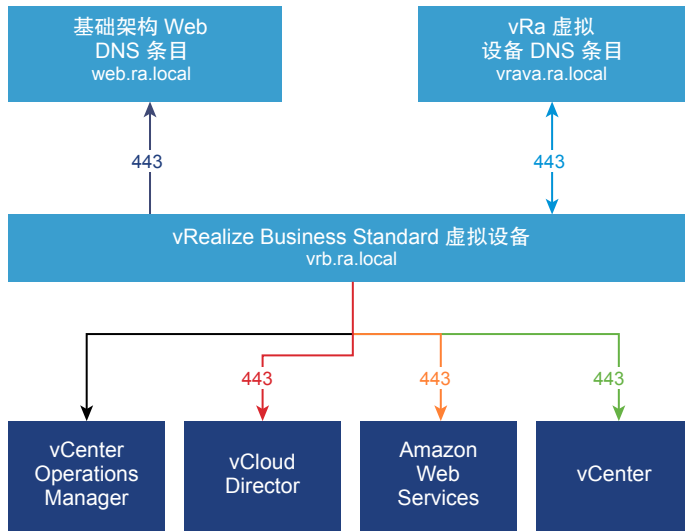 基础架构 Web
DNS 条目
web.ra.local
vRa 虚拟
设备 DNS 条目
vrava.ra.local
443
443
vRealize Business Standard 虚拟设备
vrb.ra.local
443
443
443
vCenter
Operations
Manager
vCloud
Director
Amazon
Web
Services
vCenter